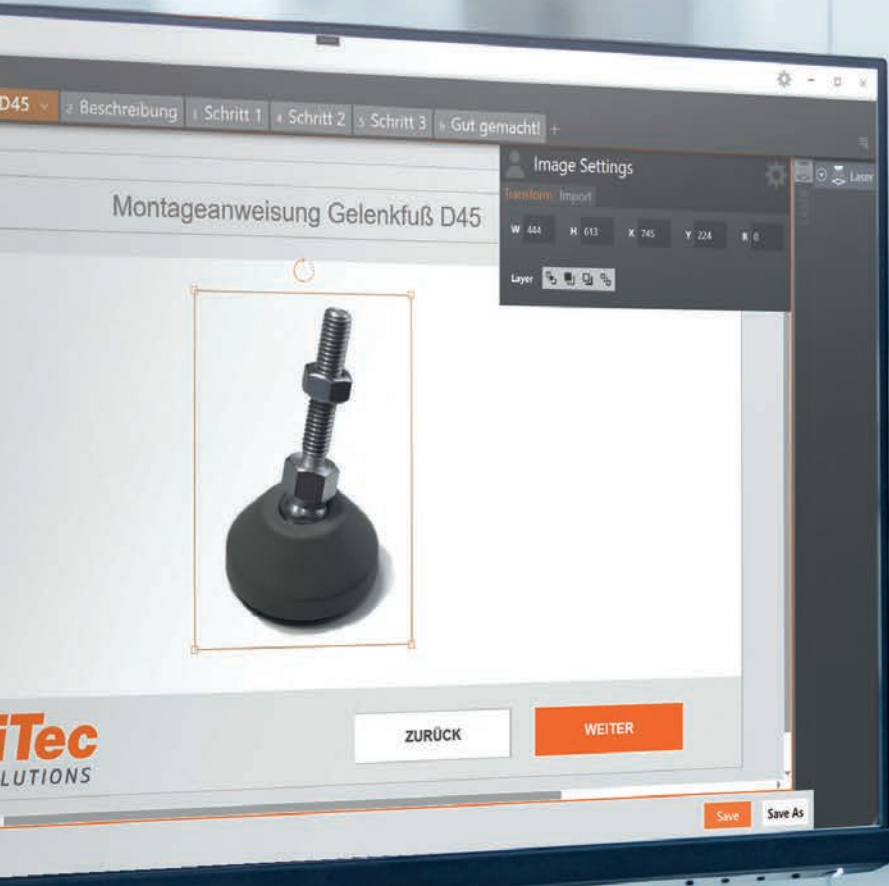 D45
2 Beschreibung
3 Schritt 1
4 Schritt 2
5 Schritt 3
6 Gut gemacht!
+
Image Settings
Transform Import
W 444 H 613 X 745 Y 224 R 0
Layer
Laser
Montageanweisung Gelenkfuß D45
iTec
LUTIONS
ZURÜCK
WEITER
Save
Save As